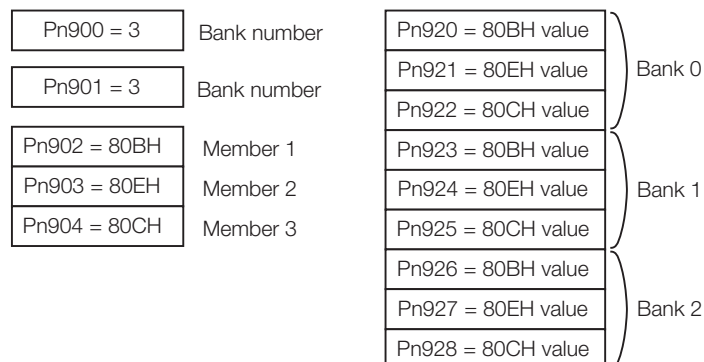 Pn900 = 3 Bank number
Pn901 = 3 Bank number
Pn902 = 80BH Member 1
Pn903 = 80EH Member 2
Pn904 = 80CH Member 3
Pn920 = 80BH value
Pn921 = 80EH value
Pn922 = 80CH value
Bank 0
Pn923 = 80BH value
Pn924 = 80EH value
Pn925 = 80CH value
Bank 1
Pn926 = 80BH value
Pn927 = 80EH value
Pn928 = 80CH value
Bank 2